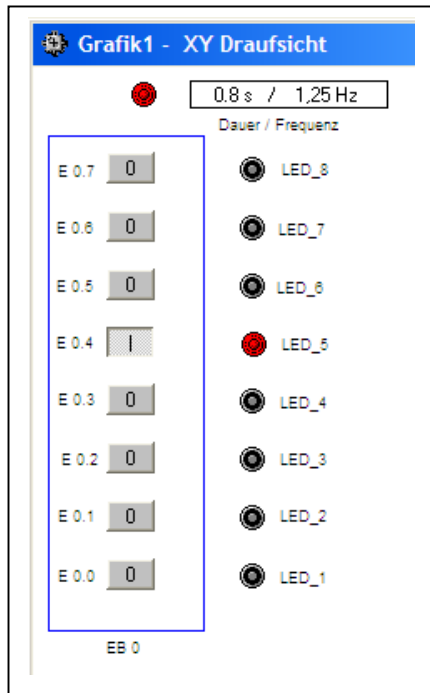 Grafik1 - XY Draufsicht
0.8 s / 1,25 Hz
Dauer / Frequenz
E 0.7 0 LED_8
E 0.6 0 LED_7
E 0.5 0 LED_6
E 0.4 I LED_5
E 0.3 0 LED_4
E 0.2 0 LED_3
E 0.1 0 LED_2
E 0.0 0 LED_1
EB 0